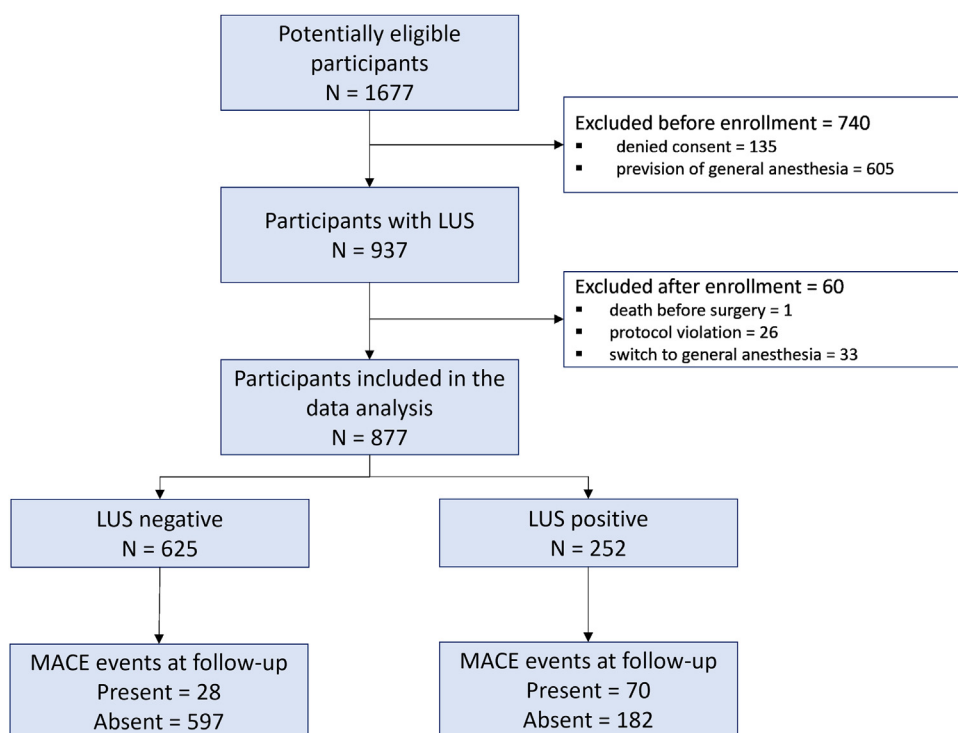 Potentially eligible
participants
N = 1677
Excluded before enrollment = 740
▪ denied consent = 135
▪ prevision of general anesthesia = 605
Participants with LUS
N = 937
Excluded after enrollment = 60
▪ death before surgery = 1
▪ protocol violation = 26
▪ switch to general anesthesia = 33
Participants included in the
data analysis
N = 877
LUS negative
N = 625
LUS positive
N = 252
MACE events at follow-up
Present = 28
Absent = 597
MACE events at follow-up
Present = 70
Absent = 182